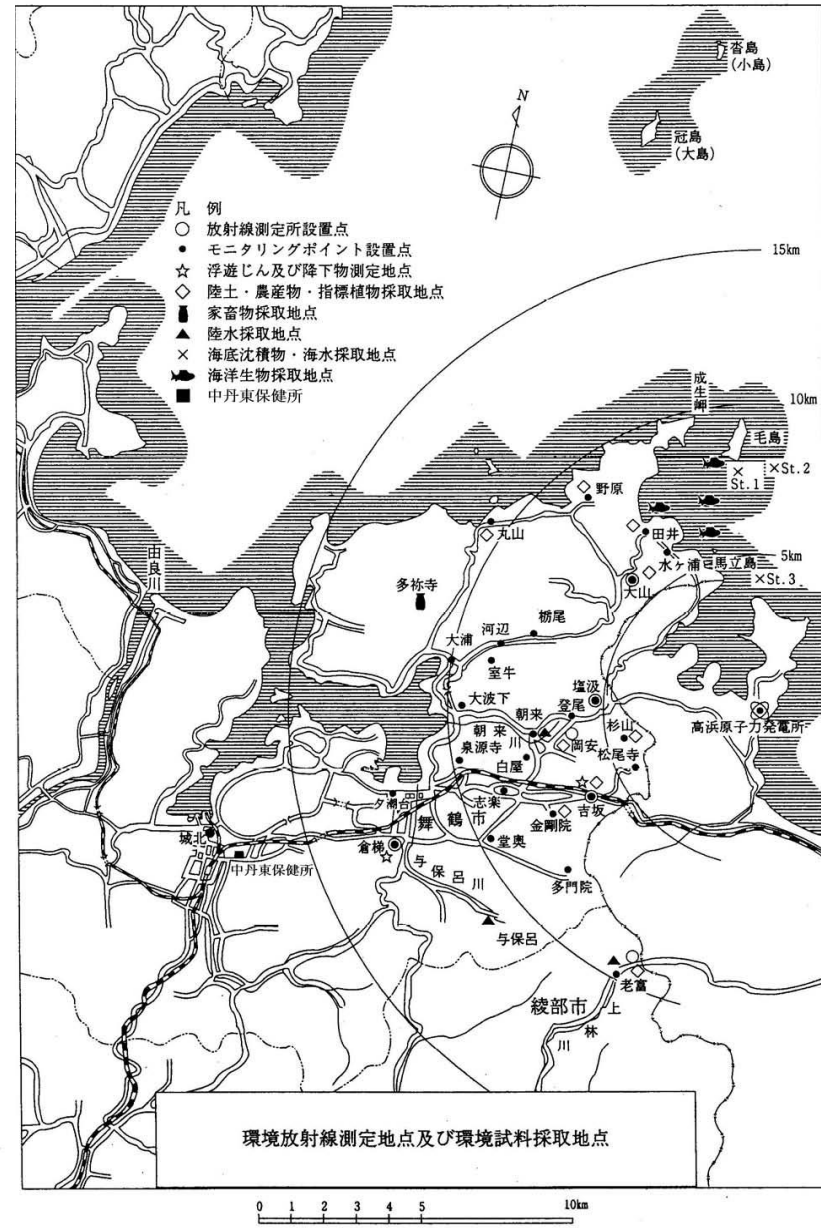 沓島
(小島)
冠島
(大島)
N
凡 例
放射線測定所設置点
モニタリングポイント設置点
浮遊じん及び降下物測定地点
陸土・農産物・指標植物採取地点
家畜物採取地点
陸水採取地点
海底沈積物・海水採取地点
海洋生物採取地点
中丹東保健所
15km
成生岬
10km
毛島
St.1
St.2
野原
丸山
田井
水ヶ浦
馬立島
5km
St.3
大山
由良川
多祢寺
栃尾
河辺
大浦
室牛
塩汲
大波下
登尾
朝来
杉山
高浜原子力発電所
朝来川
岡安
泉源寺
松尾寺
白屋
夕潮台
志楽
吉坂
舞鶴市
金剛院
城北
倉梯
堂奥
中丹東保健所
与保呂川
多門院
与保呂
老富
綾部市
上林川
環境放射線測定地点及び環境試料採取地点
0 1 2 3 4 5 10km